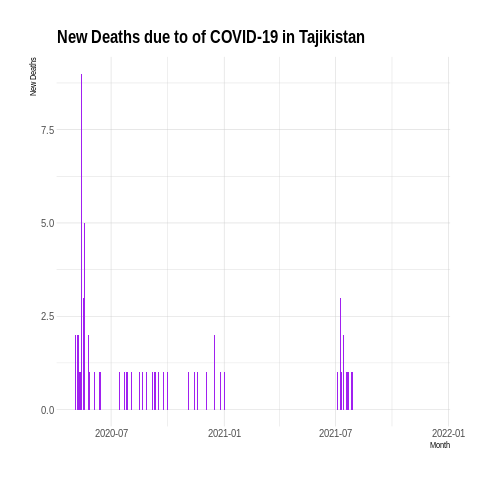 New Deaths due to of COVID-19 in Tajikistan
New Deaths
7.5
5.0
2.5
0.0
2020-07
2021-01
2021-07
2022-01
Month